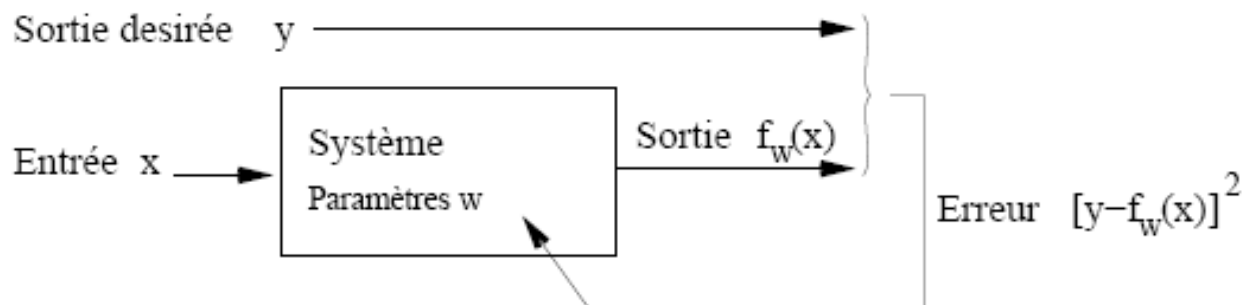 Sortie desirée y
Système
Paramètres w
Entrée x
Sortie f_w(x)
Erreur [y−f_w(x)]²